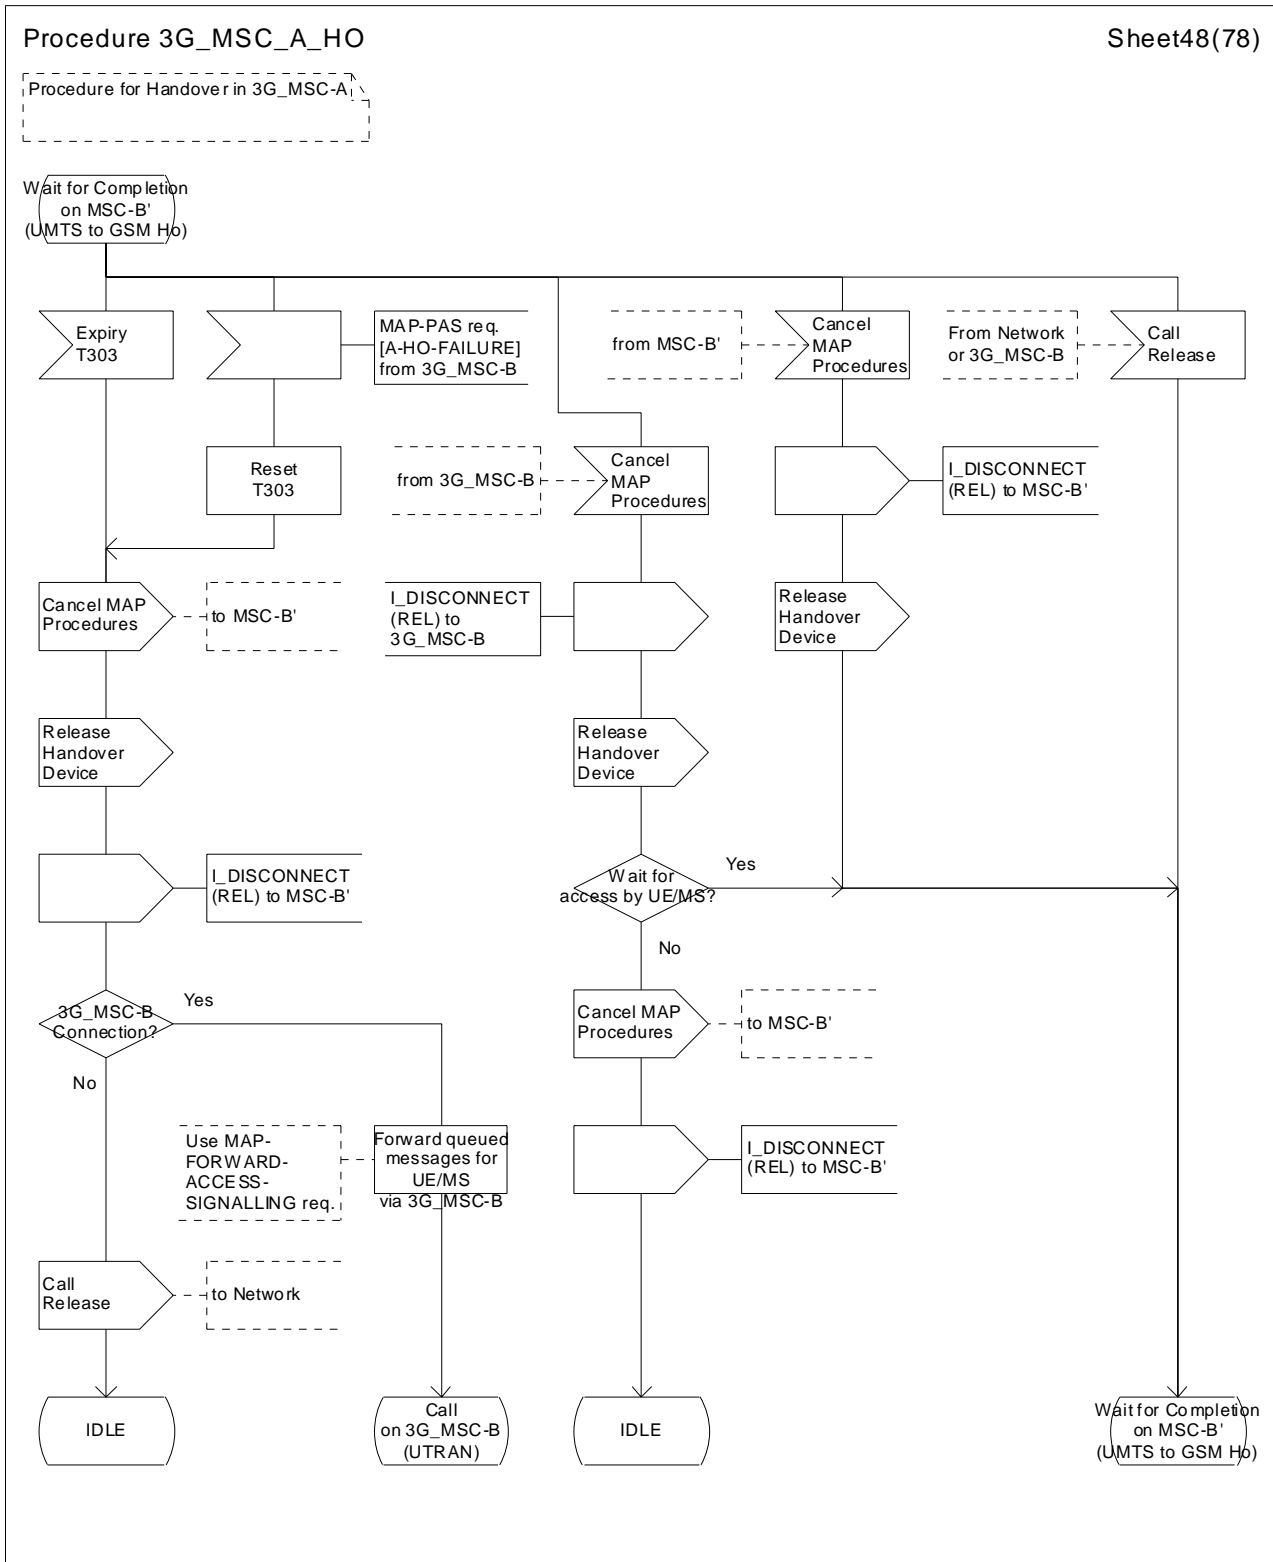 Procedure 3G_MSC_A_HO
Sheet48(78)
Procedure for Handover in 3G_MSC-A
Wait for Completion
on MSC-B'
(UMTS to GSM Ho)
Expiry
T303
MAP-PAS req.
[A-HO-FAILURE]
from 3G_MSC-B
from MSC-B'
Cancel
MAP
Procedures
From Network
or 3G_MSC-B
Call
Release
Reset
T303
from 3G_MSC-B
Cancel
MAP
Procedures
I_DISCONNECT
(REL) to MSC-B'
Cancel MAP
Procedures
to MSC-B'
I_DISCONNECT
(REL) to
3G_MSC-B
Release
Handover
Device
Release
Handover
Device
Release
Handover
Device
I_DISCONNECT
(REL) to MSC-B'
Wait for
access by UE/MS?
Yes
No
3G_MSC-B
Connection?
Yes
No
Cancel MAP
Procedures
to MSC-B'
Use MAP-
FORWARD-
ACCESS-
SIGNALLING req.
Forward queued
messages for
UE/MS
via 3G_MSC-B
I_DISCONNECT
(REL) to MSC-B'
Call
Release
to Network
IDLE
Call
on 3G_MSC-B
(UTRAN)
IDLE
Wait for Completion
on MSC-B'
(UMTS to GSM Ho)